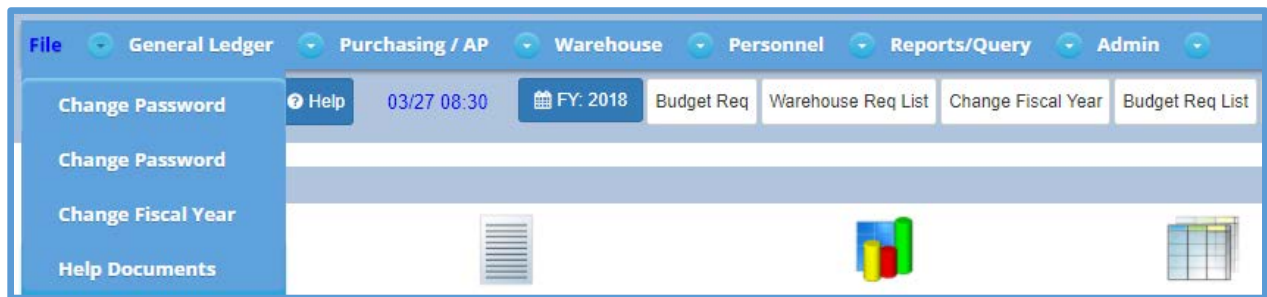 File General Ledger Purchasing / AP Warehouse Personnel Reports/Query Admin
Change Password Help 03/27 08:30 FY: 2018 Budget Req Warehouse Req List Change Fiscal Year Budget Req List
Change Password
Change Fiscal Year
Help Documents